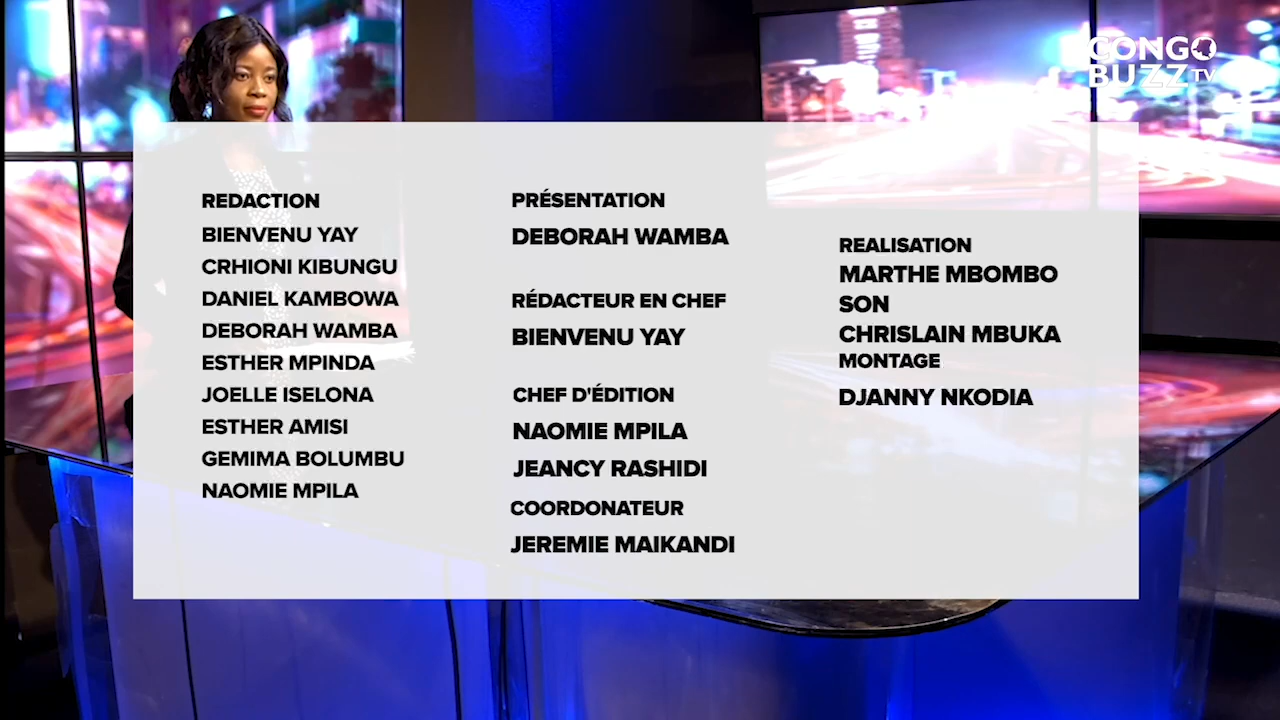 CONGO
BUZZ TV
REDACTION
BIENVENU YAY
CRHIONI KIBUNGU
DANIEL KAMBOWA
DEBORAH WAMBA
ESTHER MPINDA
JOELLE ISELONA
ESTHER AMISI
GEMIMA BOLUMBU
NAOMIE MPILA
PRÉSENTATION
DEBORAH WAMBA
RÉDACTEUR EN CHEF
BIENVENU YAY
CHEF D'ÉDITION
NAOMIE MPILA
JEANCY RASHIDI
COORDONATEUR
JEREMIE MAIKANDI
REALISATION
MARTHE MBOMBO
SON
CHRISLAIN MBUKA
MONTAGE
DJANNY NKODIA